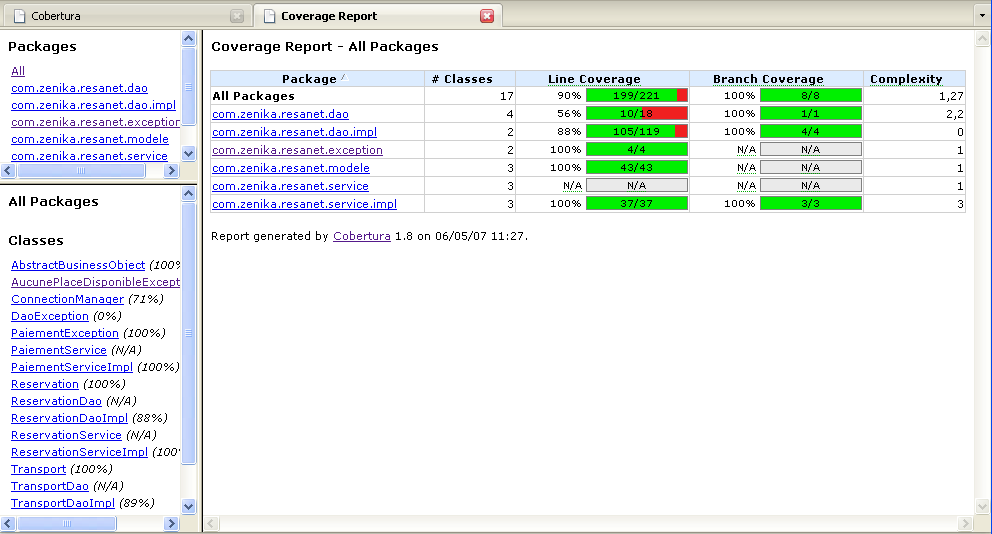 Cobertura
Coverage Report
Packages
All
com.zenika.resanet.dao
com.zenika.resanet.dao.impl
com.zenika.resanet.exception
com.zenika.resanet.modele
com.zenika.resanet.service
All Packages
Classes
AbstractBusinessObject (100%
AucunePlaceDisponibleExcept
ConnectionManager (71%)
DaoException (0%)
PaiementException (100%)
PaiementService (N/A)
PaiementServiceImpl (100%)
Reservation (100%)
ReservationDao (N/A)
ReservationDaoImpl (88%)
ReservationService (N/A)
ReservationServiceImpl (100%
Transport (100%)
TransportDao (N/A)
TransportDaoImpl (89%)
Coverage Report - All Packages
Package # Classes Line Coverage Branch Coverage Complexity
All Packages 17 90% 199/221 100% 8/8 1,27
com.zenika.resanet.dao 4 56% 10/18 100% 1/1 2,2
com.zenika.resanet.dao.impl 2 88% 105/119 100% 4/4 0
com.zenika.resanet.exception 2 100% 4/4 N/A N/A 1
com.zenika.resanet.modele 3 100% 43/43 N/A N/A 1
com.zenika.resanet.service 3 N/A N/A N/A N/A 1
com.zenika.resanet.service.impl 3 100% 37/37 100% 3/3 3
Report generated by Cobertura 1.8 on 06/05/07 11:27.